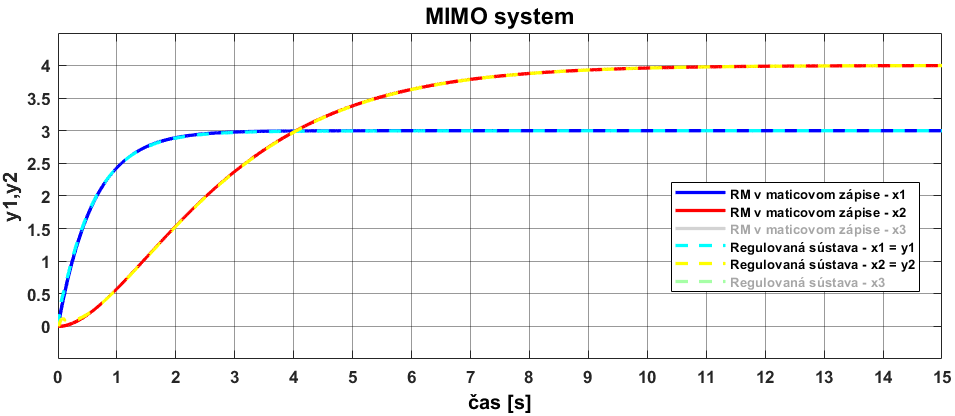 MIMO system
y1,y2
4
3.5
3
2.5
2
1.5
1
0.5
0
RM v maticovom zápise - x1
RM v maticovom zápise - x2
RM v maticovom zápise - x3
Regulovaná sústava - x1 = y1
Regulovaná sústava - x2 = y2
Regulovaná sústava - x3
0 1 2 3 4 5 6 7 8 9 10 11 12 13 14 15
čas [s]